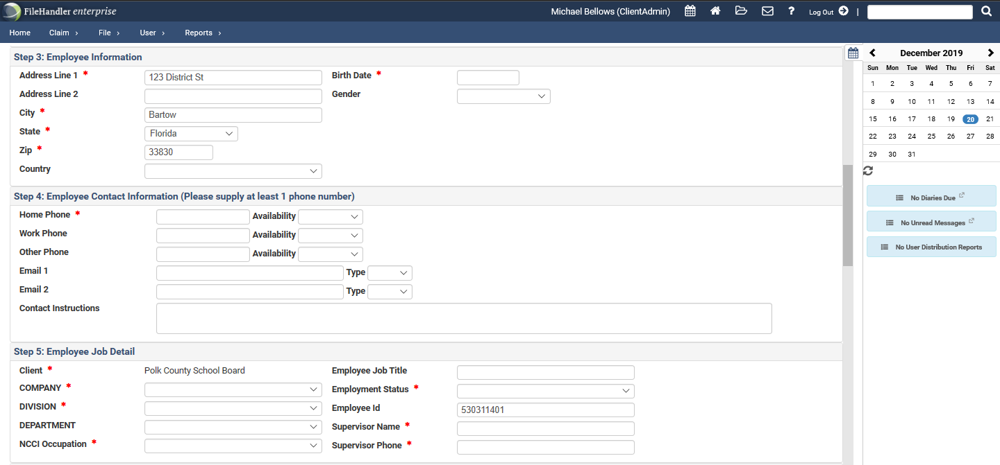 FileHandler enterprise
Michael Bellows (ClientAdmin) ? Log Out |
Home Claim › File › User › Reports ›
Step 3: Employee Information
Address Line 1 * 123 District St Birth Date *
Address Line 2 Gender
City * Bartow
State * Florida
Zip * 33830
Country
Step 4: Employee Contact Information (Please supply at least 1 phone number)
Home Phone * Availability
Work Phone Availability
Other Phone Availability
Email 1 Type
Email 2 Type
Contact Instructions
Step 5: Employee Job Detail
Client * Polk County School Board Employee Job Title
COMPANY * Employment Status *
DIVISION * Employee Id 530311401
DEPARTMENT Supervisor Name *
NCCI Occupation * Supervisor Phone *
December 2019
Sun Mon Tue Wed Thu Fri Sat
1 2 3 4 5 6 7
8 9 10 11 12 13 14
15 16 17 18 19 20 21
22 23 24 25 26 27 28
29 30 31
No Diaries Due
No Unread Messages
No User Distribution Reports